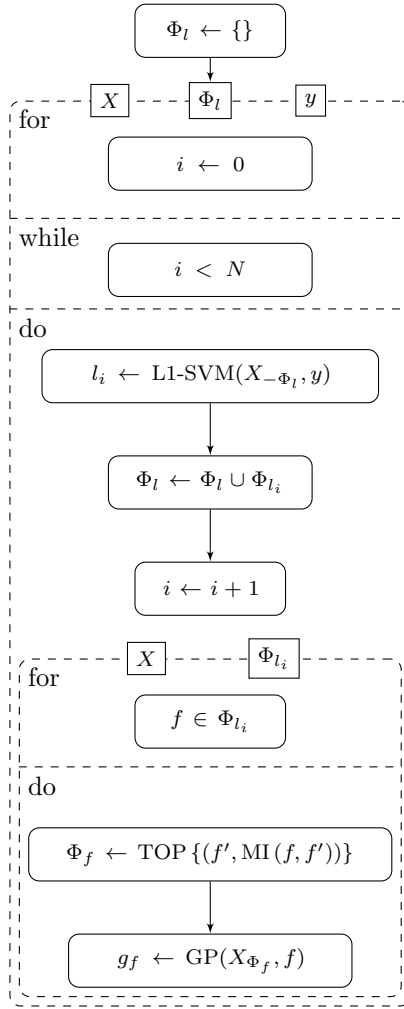 Φ_l ← {}
X Φ_l y
for
i ← 0
while
i < N
do
l_i ← L1-SVM(X_{−Φ_l}, y)
Φ_l ← Φ_l ∪ Φ_{l_i}
i ← i + 1
X Φ_{l_i}
for
f ∈ Φ_{l_i}
do
Φ_f ← TOP {(f′, MI (f, f′))}
g_f ← GP(X_{Φ_f}, f)